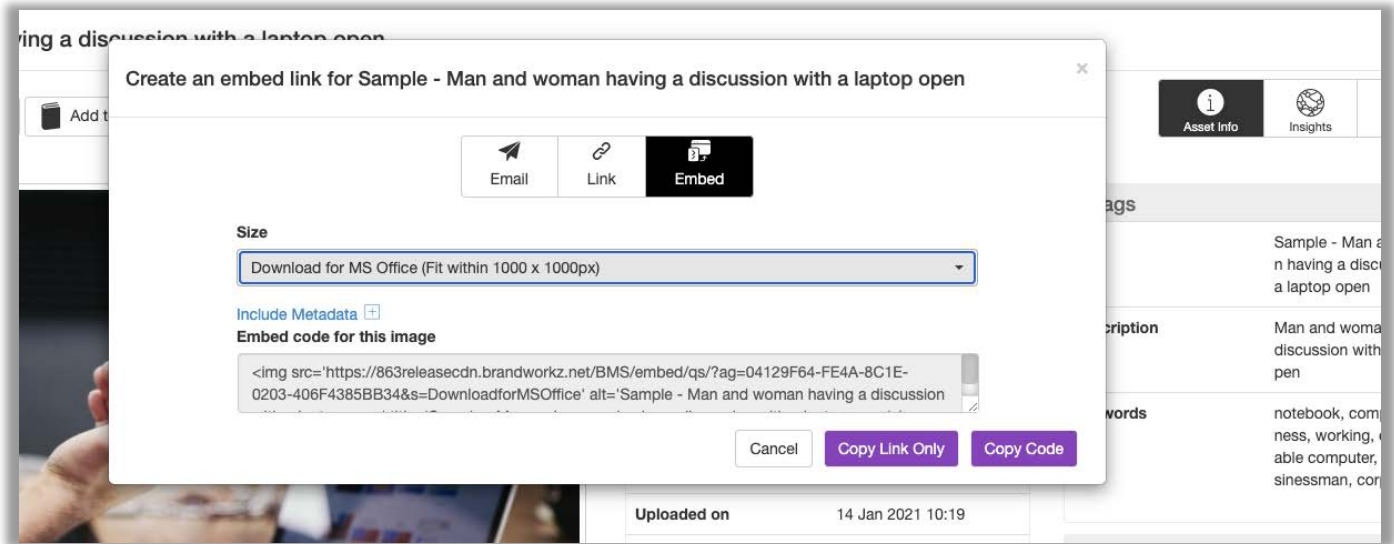 ving a discussion with a laptop open
Create an embed link for Sample - Man and woman having a discussion with a laptop open
×
Add t
Asset Info
Insights
Email
Link
Embed
ags
Size
Download for MS Office (Fit within 1000 x 1000px)
Sample - Man a
n having a discu
a laptop open
Include Metadata
Embed code for this image
cription
Man and woma
discussion with
pen
<img src='https://863releasecdn.brandworkz.net/BMS/embed/qs/?ag=04129F64-FE4A-8C1E-
0203-406F4385BB34&s=DownloadforMSOffice' alt='Sample - Man and woman having a discussion
words
notebook, comp
ness, working,
able computer,
sinessman, corp
Cancel
Copy Link Only
Copy Code
Uploaded on
14 Jan 2021 10:19